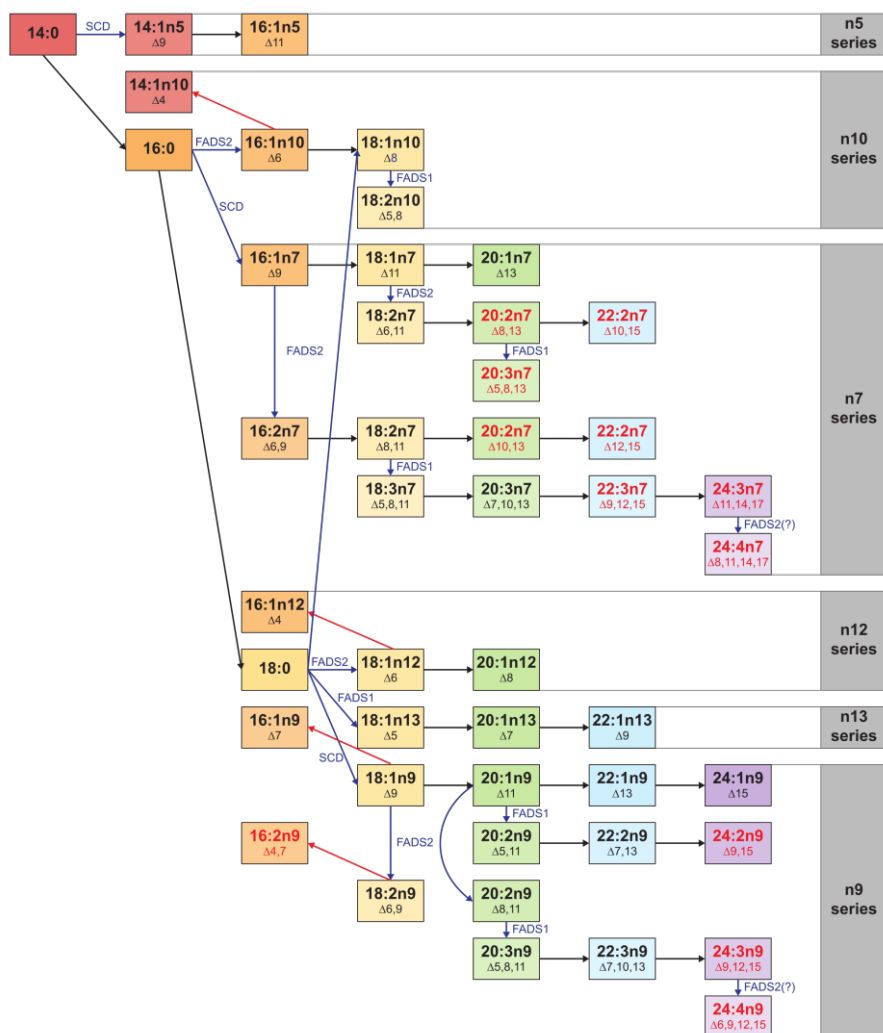 14:0
SCD
14:1n5
Δ9
16:1n5
Δ11
n5
series
14:1n10
Δ4
16:0
FADS2
16:1n10
Δ6
18:1n10
Δ8
n10
series
FADS1
18:2n10
Δ5,8
SCD
16:1n7
Δ9
18:1n7
Δ11
20:1n7
Δ13
FADS2
18:2n7
Δ6,11
20:2n7
Δ8,13
22:2n7
Δ10,15
FADS2
FADS1
20:3n7
Δ5,8,13
n7
series
16:2n7
Δ6,9
18:2n7
Δ8,11
20:2n7
Δ10,13
22:2n7
Δ12,15
FADS1
18:3n7
Δ5,8,11
20:3n7
Δ7,10,13
22:3n7
Δ9,12,15
24:3n7
Δ11,14,17
FADS2(?)
24:4n7
Δ8,11,14,17
16:1n12
Δ4
n12
series
18:0
FADS2
18:1n12
Δ6
20:1n12
Δ8
FADS1
16:1n9
Δ7
18:1n13
Δ5
20:1n13
Δ7
22:1n13
Δ9
n13
series
SCD
18:1n9
Δ9
20:1n9
Δ11
22:1n9
Δ13
24:1n9
Δ15
FADS1
16:2n9
Δ4,7
FADS2
20:2n9
Δ5,11
22:2n9
Δ7,13
24:2n9
Δ9,15
18:2n9
Δ6,9
20:2n9
Δ8,11
n9
series
FADS1
20:3n9
Δ5,8,11
22:3n9
Δ7,10,13
24:3n9
Δ9,12,15
FADS2(?)
24:4n9
Δ6,9,12,15